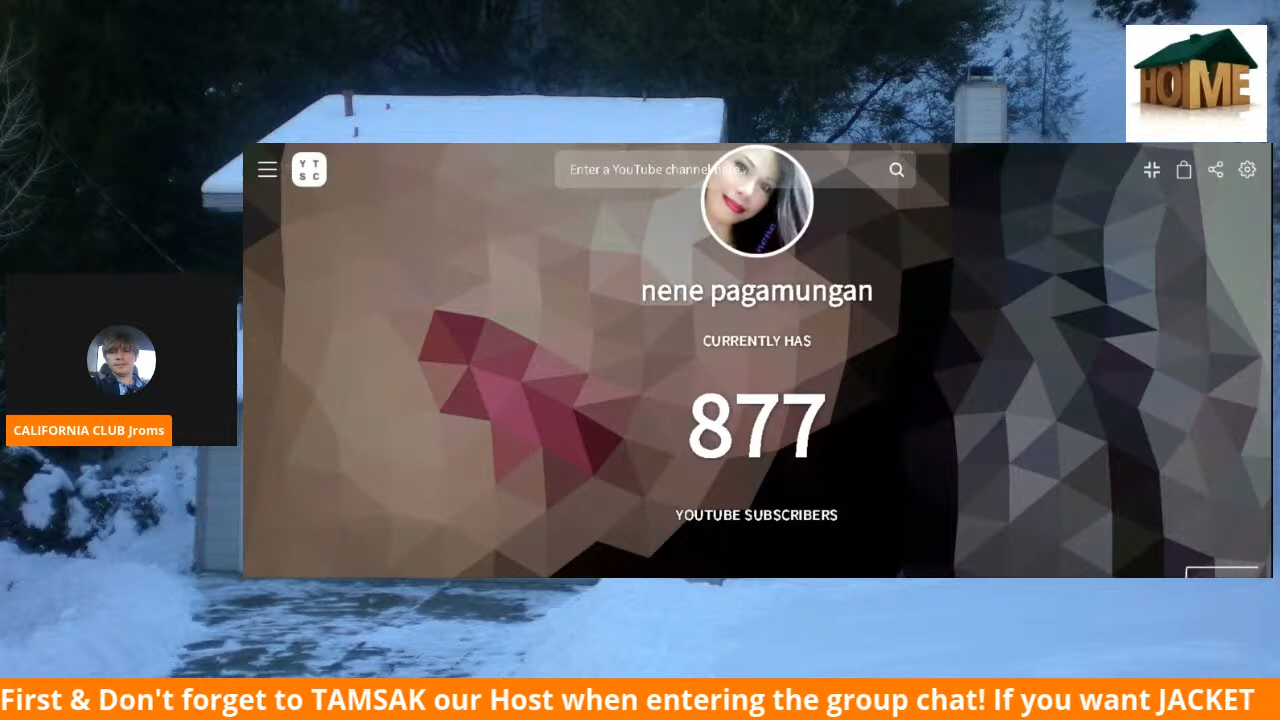 HOME
Y T
S C
Enter a YouTube channel
nene
nene pagamungan
CURRENTLY HAS
877
YOUTUBE SUBSCRIBERS
CALIFORNIA CLUB Jroms
First & Don't forget to TAMSAK our Host when entering the group chat! If you want JACKET